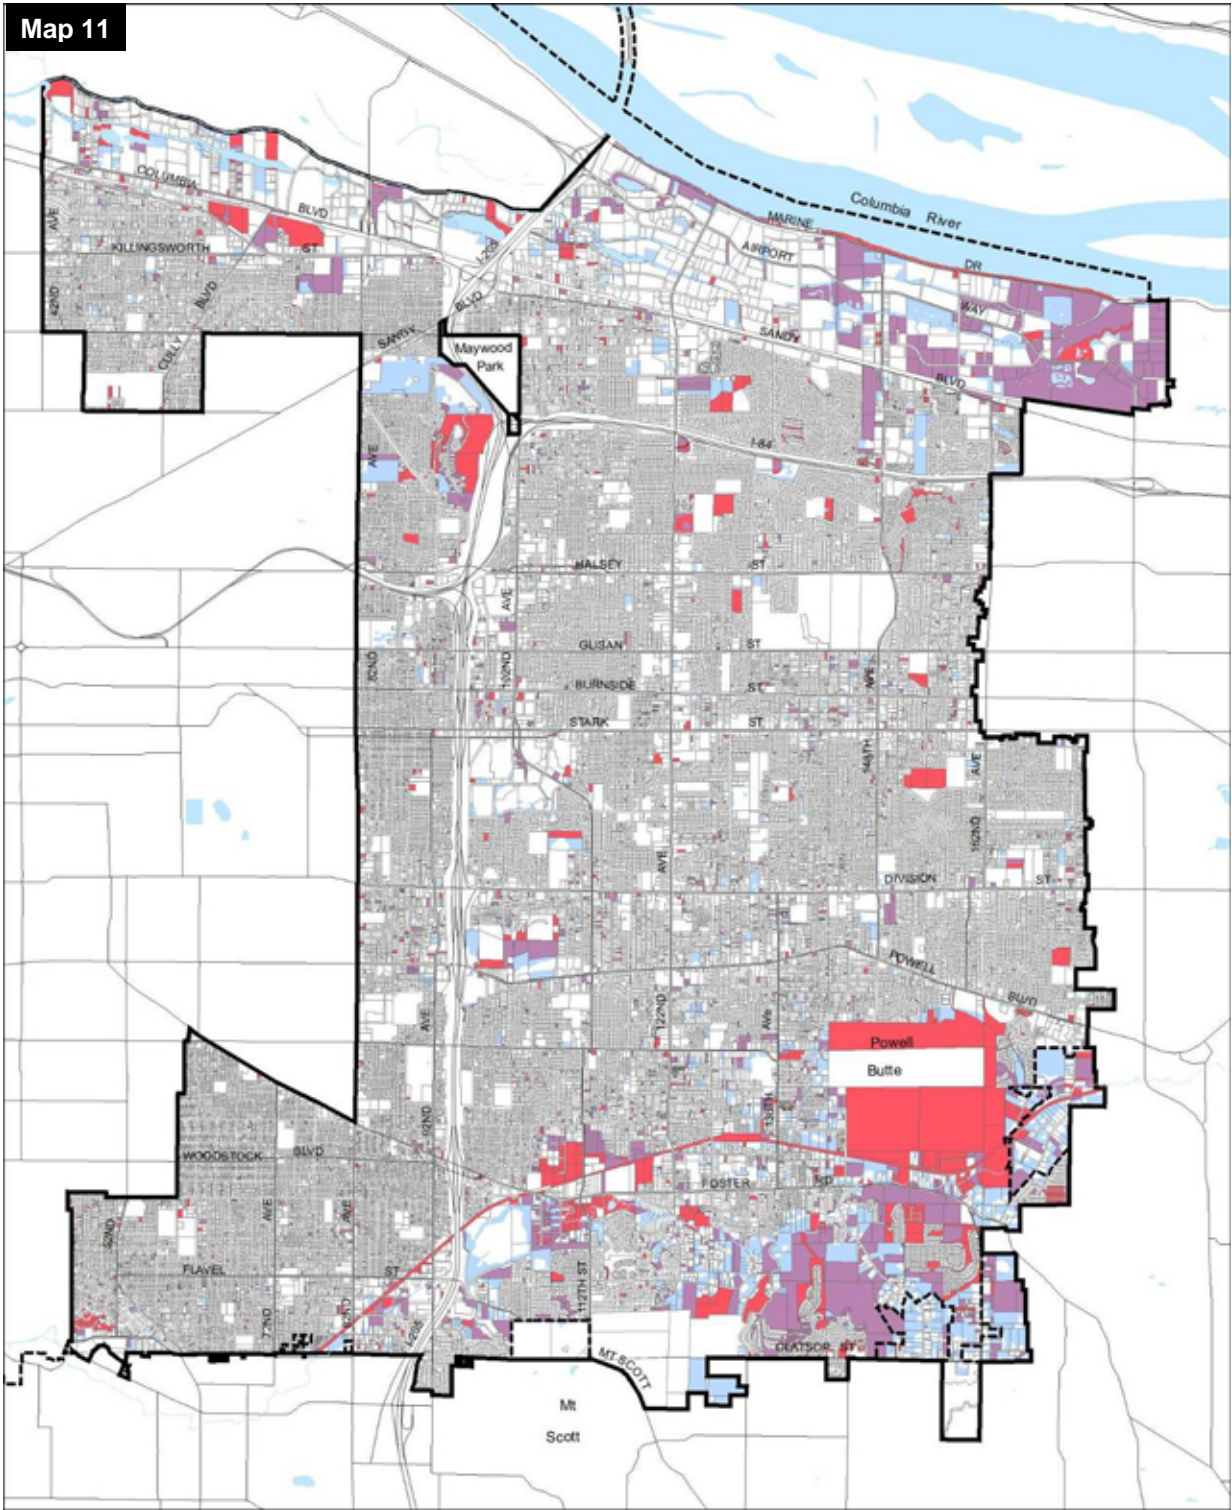 Map 11
Columbia River
COLUMBIA
BLVD
MARINE
AIRPORT
DR
WAY
AVE
KILLINGSWORTH
ST
I-205
BLVD
42ND
BLVD
CULLY
SANDY
Maywood
Park
SANDY
BLVD
I-84
AVE
HALSEY
ST
AVE
GLISAN
ST
82ND
102ND
BURNSIDE
ST
AVE
STARK
ST
148TH
AVE
162ND
AVE
DIVISION
ST
POWELL
BLVD
AVE
122ND
AVE
Powell
Butte
92ND
136TH
WOODSTOCK
BLVD
FOSTER
RD
52ND
AVE
AVE
FLAVEL
ST
112TH ST
72ND
82ND
I-205
CLATSOP ST
MT SCOTT
Mt
Scott